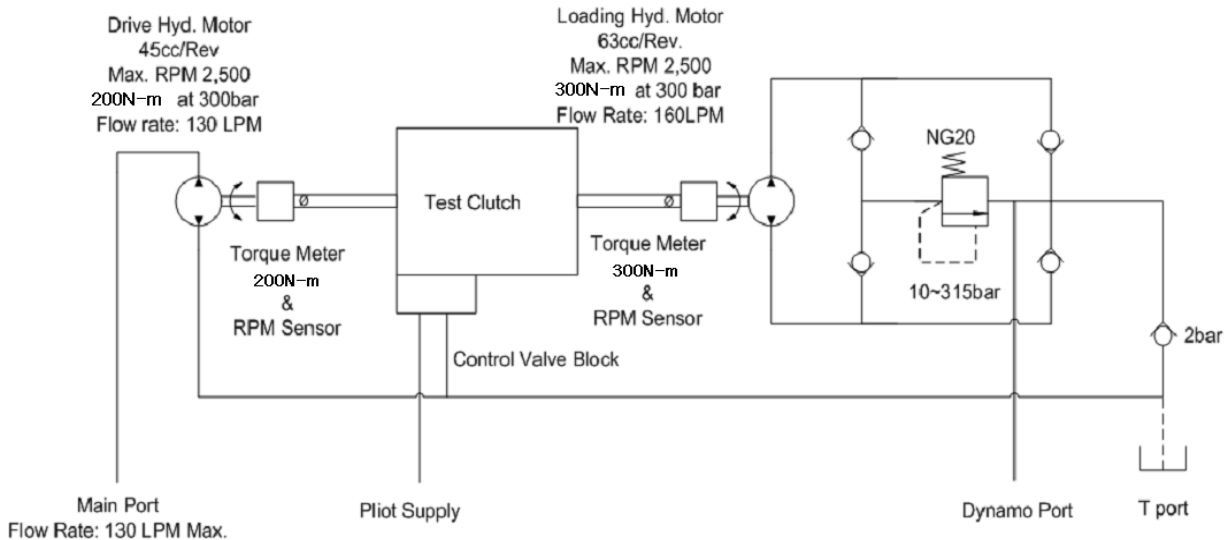 Drive Hyd. Motor
45cc/Rev
Max. RPM 2,500
200N-m at 300bar
Flow rate: 130 LPM
Loading Hyd. Motor
63cc/Rev.
Max. RPM 2,500
300N-m at 300 bar
Flow Rate: 160LPM
NG20
Test Clutch
Torque Meter
200N-m
&
RPM Sensor
Torque Meter
300N-m
&
RPM Sensor
10~315bar
2bar
Control Valve Block
Main Port
Flow Rate: 130 LPM Max.
Pliot Supply
Dynamo Port
T port